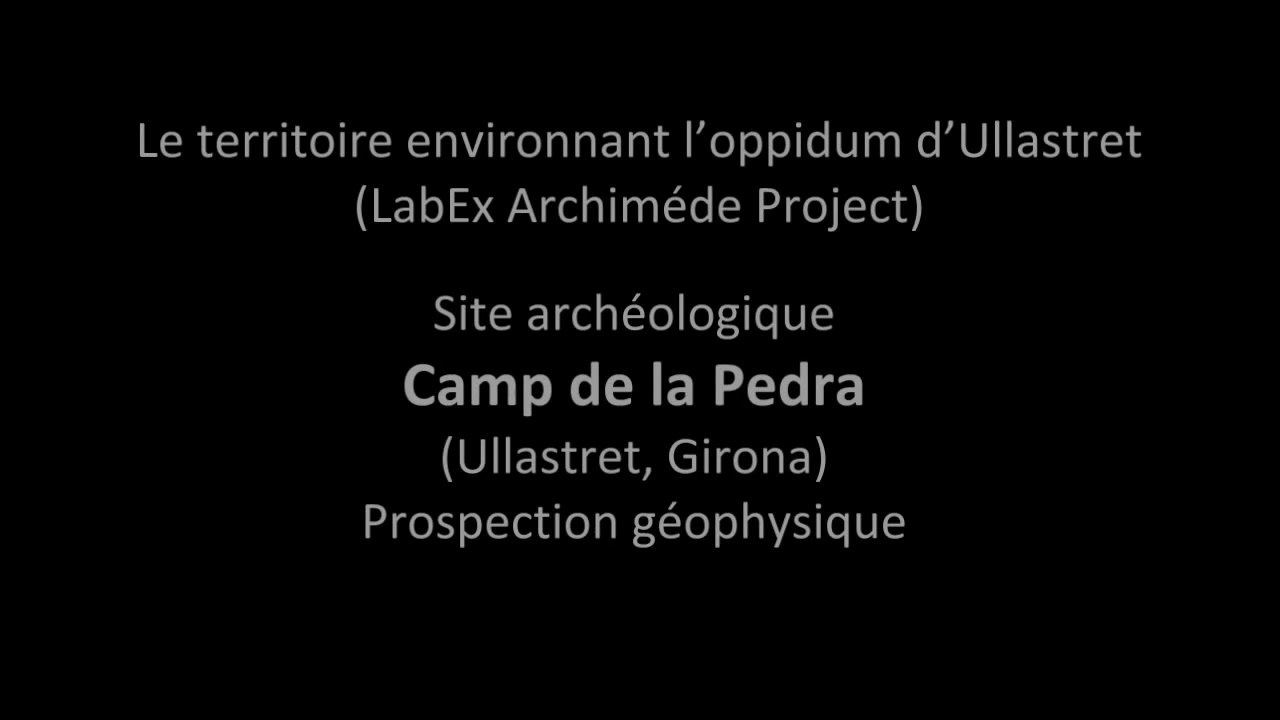 Le territoire environnant l’oppidum d’Ullastret
(LabEx Archiméde Project)
Site archéologique
Camp de la Pedra
(Ullastret, Girona)
Prospection géophysique